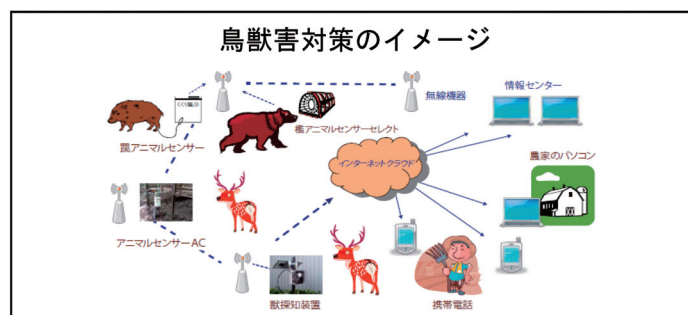 鳥獣害対策のイメージ
情報センター
無線機器
罠アニマルセンサー
檻アニマルセンサーセレクト
インターネットクラウド
農家のパソコン
アニマルセンサーAC
獣探知装置
携帯電話